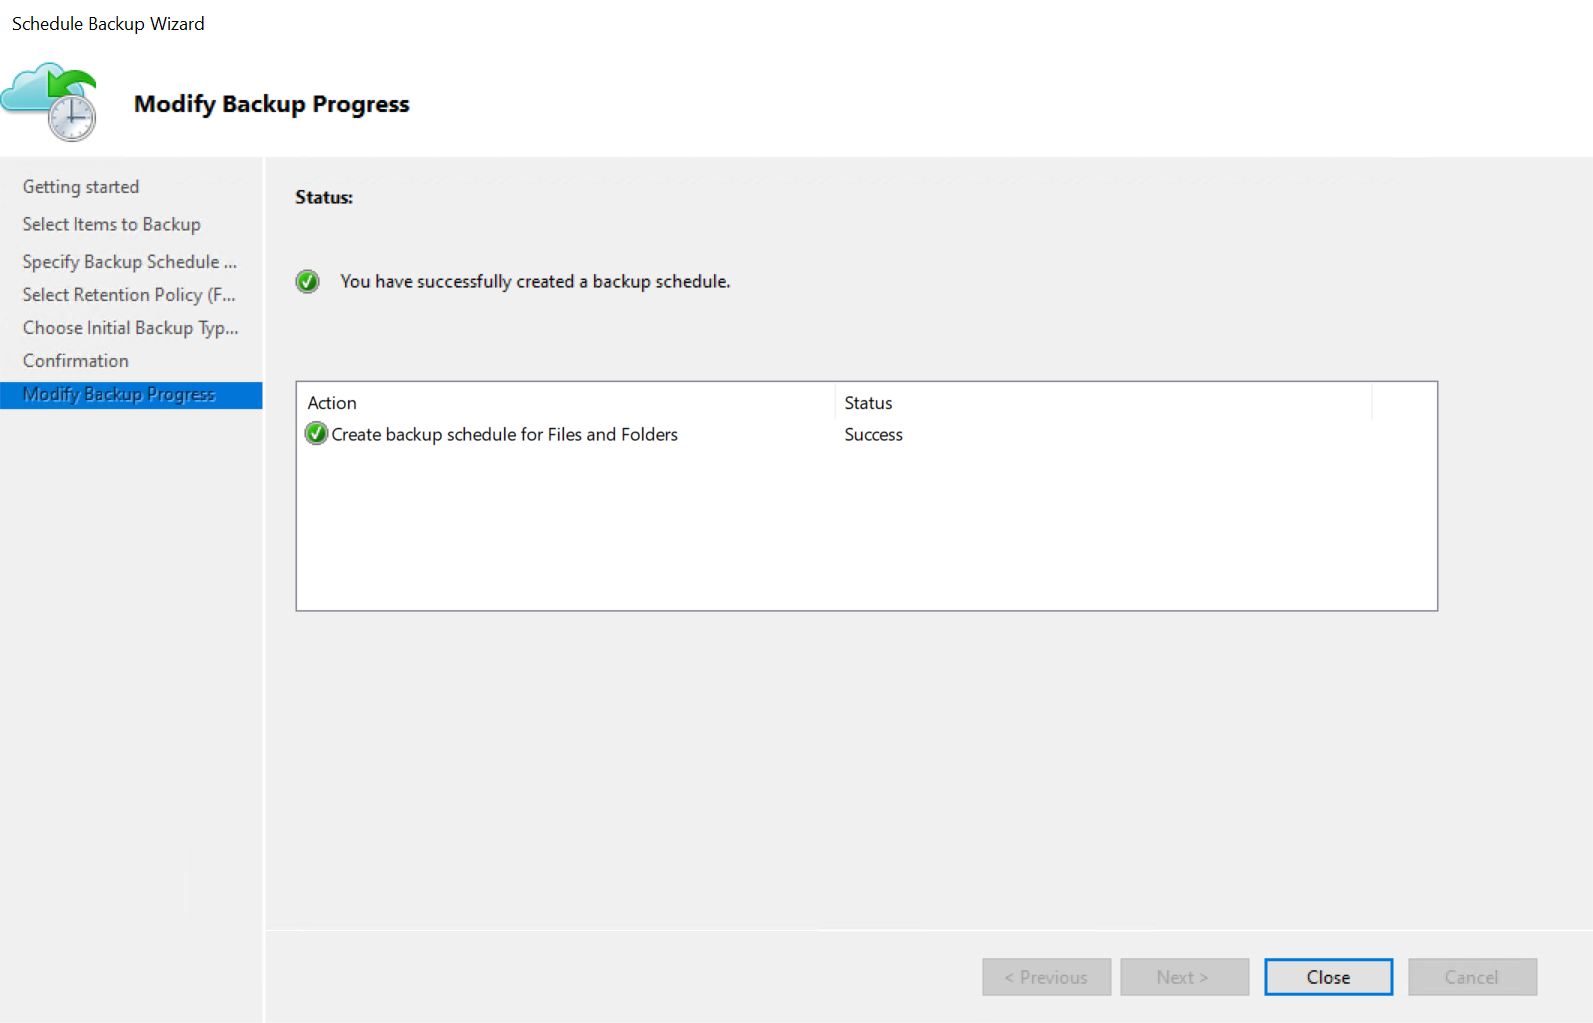 Schedule Backup Wizard
Modify Backup Progress
Getting started
Select Items to Backup
Specify Backup Schedule ...
Select Retention Policy (F...
Choose Initial Backup Typ...
Confirmation
Modify Backup Progress
Status:
You have successfully created a backup schedule.
Action Status
Create backup schedule for Files and Folders Success
< Previous Next > Close Cancel